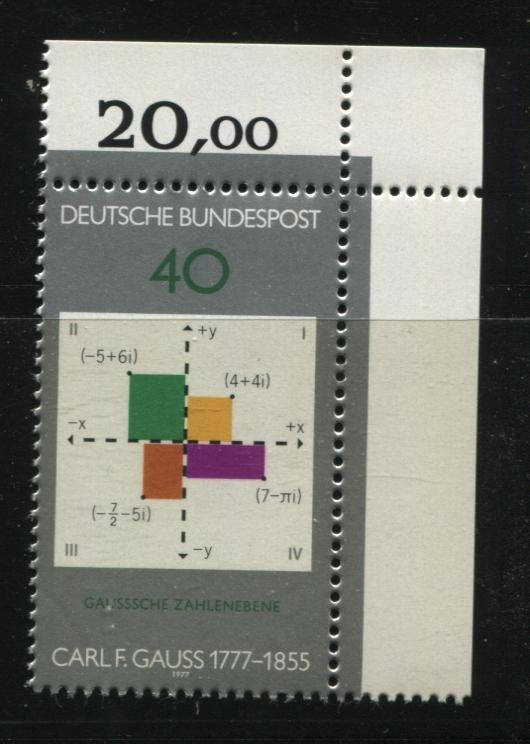 20,00
DEUTSCHE BUNDESPOST
40
II +y I
(−5+6i)
(4+4i)
−x +x
(7−πi)
(−7/2−5i)
III −y IV
GAUSSSCHE ZAHLENEBENE
CARL F. GAUSS 1777–1855
1977